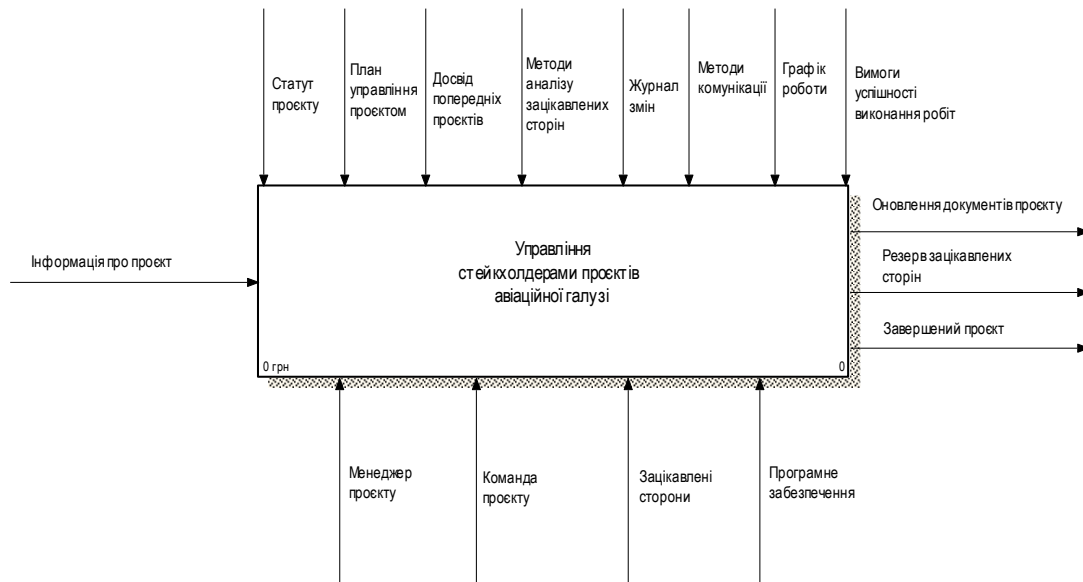 Статут
проєкту
План
управління
проєктом
Досвід
попередніх
проєктів
Методи
аналізу
зацікавлених
сторін
Журнал
змін
Методи
комунікації
Графік
роботи
Вимоги
успішності
виконання робіт
Інформація про проєкт
Управління
стейкхолдерами проєктів
авіаційної галузі
0 грн
0
Оновлення документів проєкту
Резерв зацікавлених
сторін
Завершений проєкт
Менеджер
проєкту
Команда
проєкту
Зацікавлені
сторони
Програмне
забезпечення